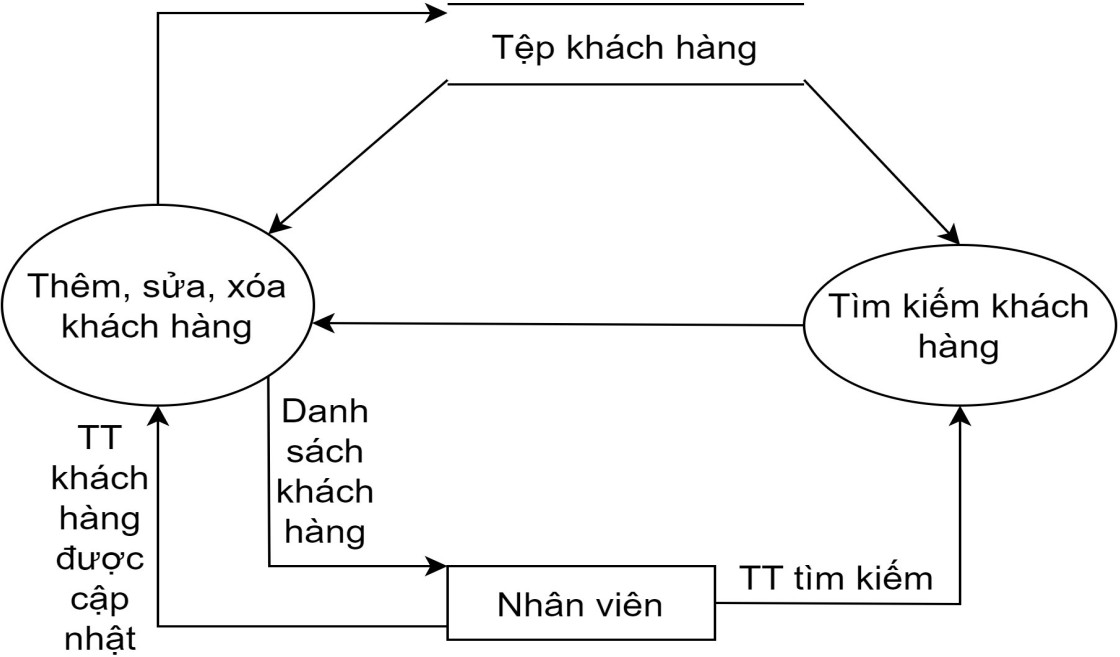 Tệp khách hàng
Thêm, sửa, xóa
khách hàng
Tìm kiếm khách
hàng
Danh
sách
khách
hàng
TT
khách
hàng
được
cập
nhật
TT tìm kiếm
Nhân viên